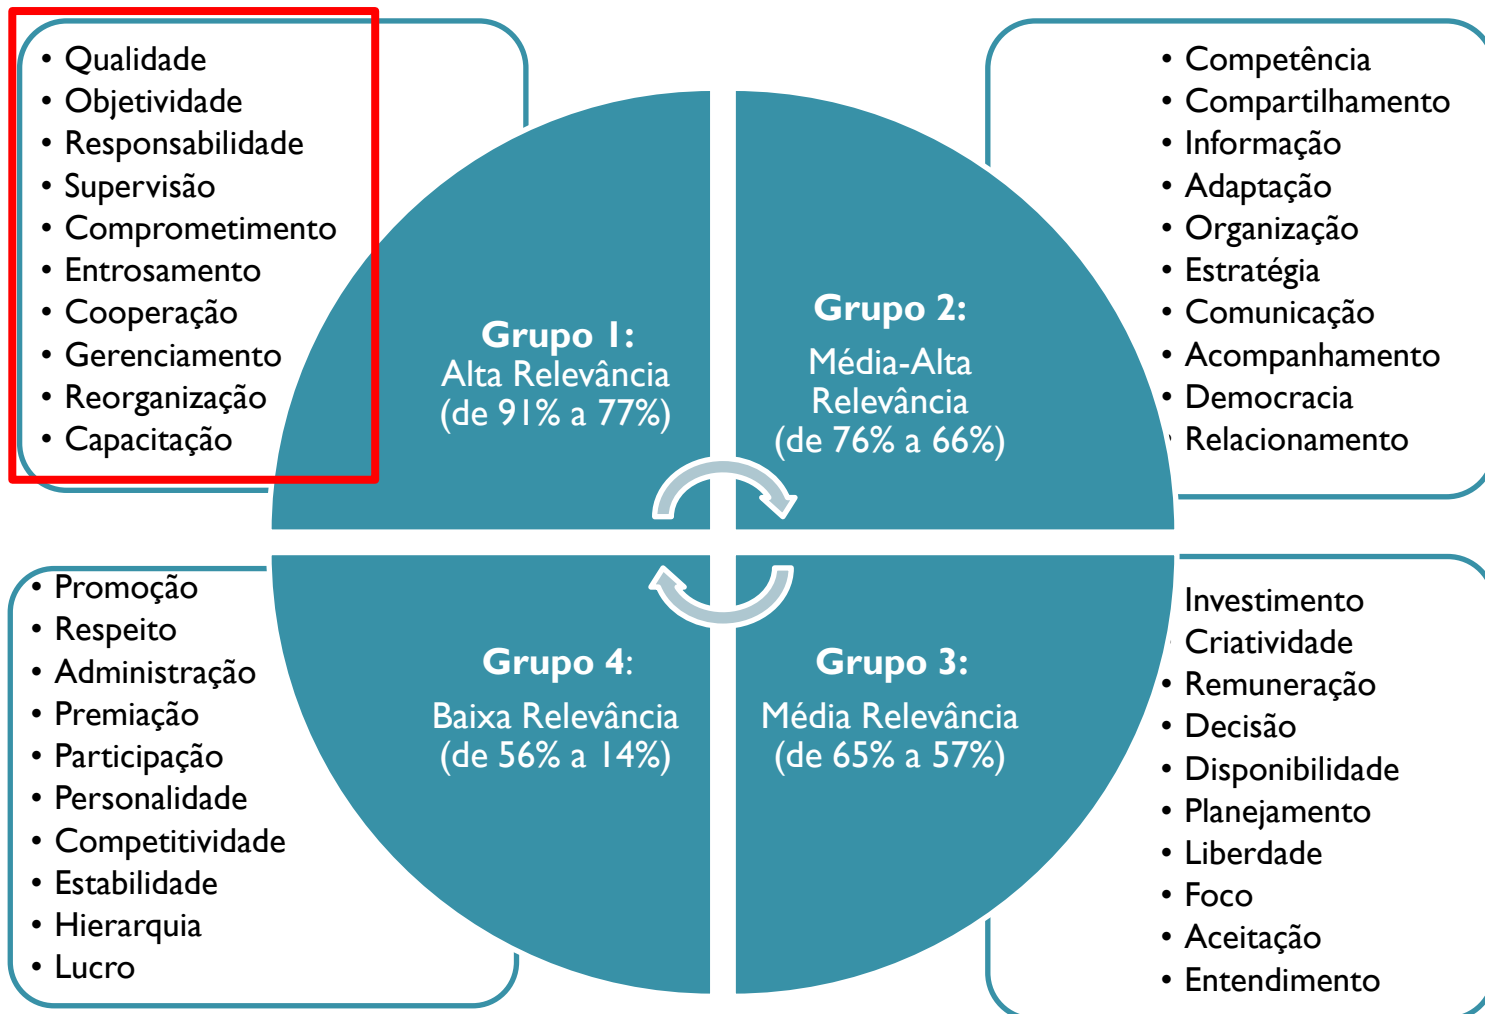 • Qualidade
• Objetividade
• Responsabilidade
• Supervisão
• Comprometimento
• Entrosamento
• Cooperação
• Gerenciamento
• Reorganização
• Capacitação
Grupo 1:
Alta Relevância
(de 91% a 77%)
Grupo 2:
Média-Alta
Relevância
(de 76% a 66%)
• Competência
• Compartilhamento
• Informação
• Adaptação
• Organização
• Estratégia
• Comunicação
• Acompanhamento
• Democracia
• Relacionamento
• Promoção
• Respeito
• Administração
• Premiação
• Participação
• Personalidade
• Competitividade
• Estabilidade
• Hierarquia
• Lucro
Grupo 4:
Baixa Relevância
(de 56% a 14%)
Grupo 3:
Média Relevância
(de 65% a 57%)
Investimento
• Criatividade
• Remuneração
• Decisão
• Disponibilidade
• Planejamento
• Liberdade
• Foco
• Aceitação
• Entendimento